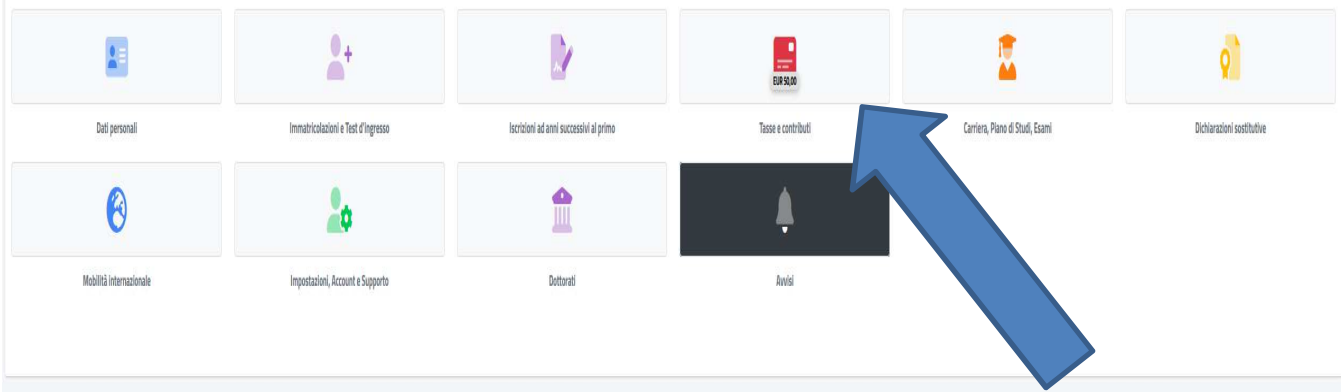 EUR 50,00
Dati personali
Immatricolazioni e Test d'ingresso
Iscrizioni ad anni successivi al primo
Tasse e contributi
Carriera, Piano di Studi, Esami
Dichiarazioni sostitutive
Mobilità internazionale
Impostazioni, Account e Supporto
Dottorati
Avvisi